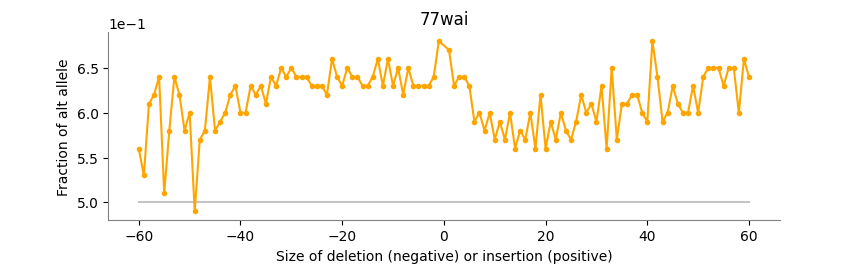 77wai
1e−1
6.5
6.0
5.5
5.0
Fraction of alt allele
−60 −40 −20 0 20 40 60
Size of deletion (negative) or insertion (positive)